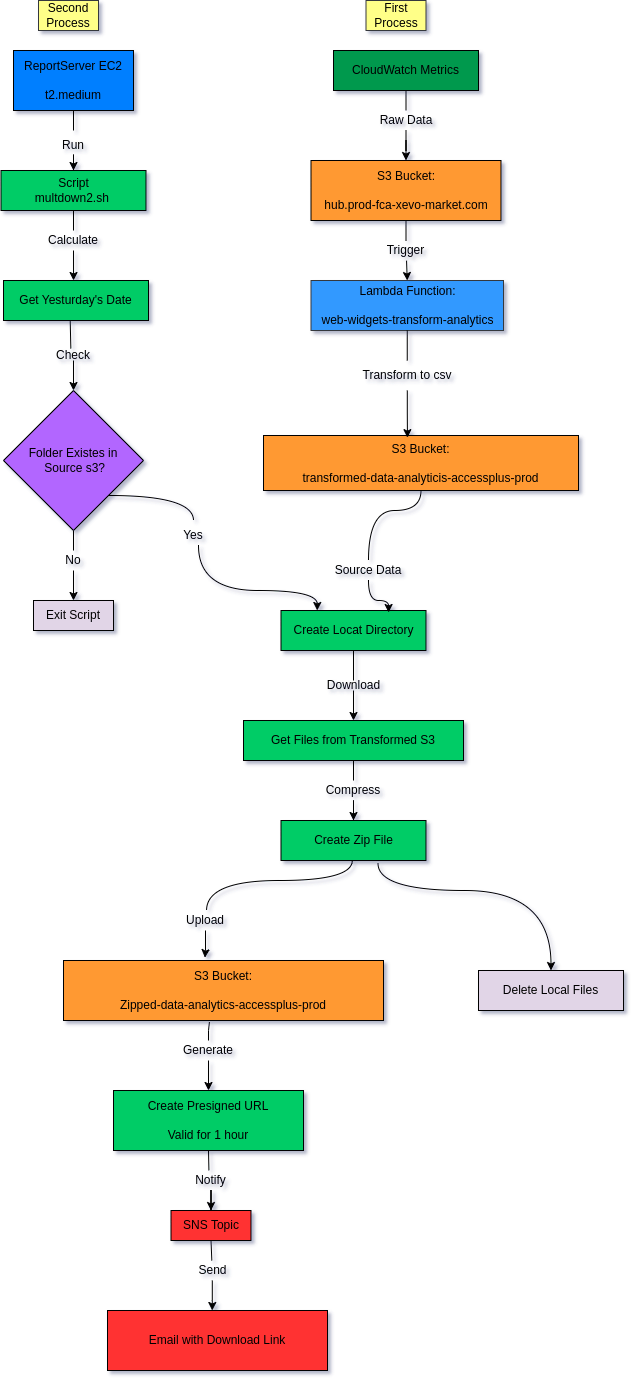 Second
Process
First
Process
ReportServer EC2
t2.medium
CloudWatch Metrics
Run
Raw Data
Script
multdown2.sh
S3 Bucket:
hub.prod-fca-xevo-market.com
Calculate
Trigger
Get Yesturday's Date
Lambda Function:
web-widgets-transform-analytics
Check
Transform to csv
Folder Existes in
Source s3?
S3 Bucket:
transformed-data-analyticis-accessplus-prod
Yes
No
Source Data
Exit Script
Create Locat Directory
Download
Get Files from Transformed S3
Compress
Create Zip File
Upload
S3 Bucket:
Zipped-data-analytics-accessplus-prod
Delete Local Files
Generate
Create Presigned URL
Valid for 1 hour
Notify
SNS Topic
Send
Email with Download Link